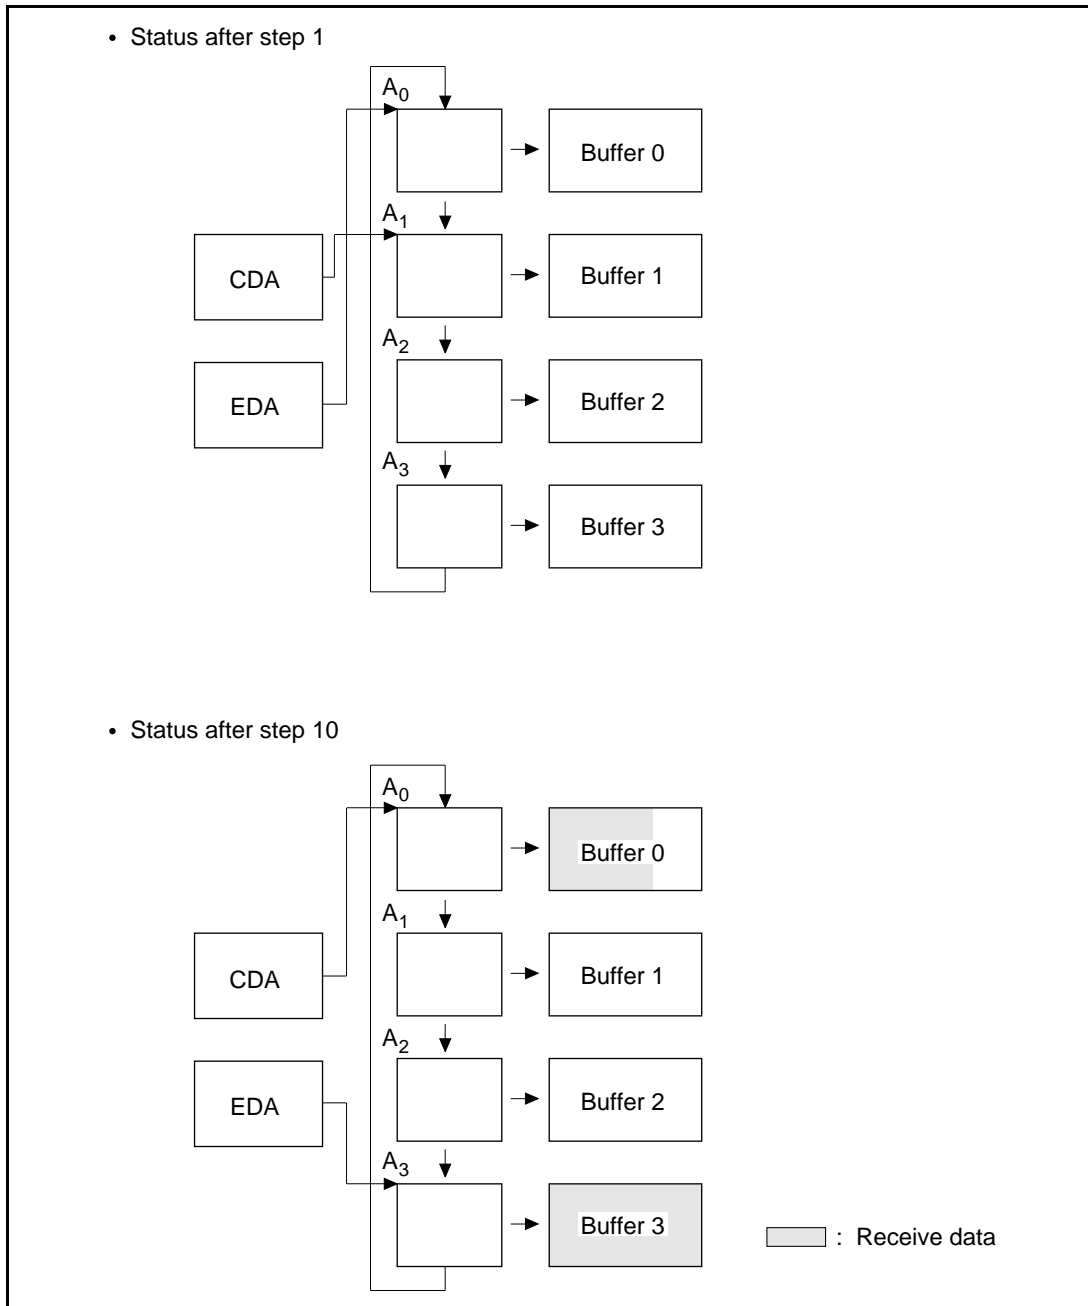 • Status after step 1
A0
Buffer 0
A1
CDA
Buffer 1
A2
EDA
Buffer 2
A3
Buffer 3
• Status after step 10
A0
Buffer 0
A1
CDA
Buffer 1
A2
EDA
Buffer 2
A3
Buffer 3
: Receive data